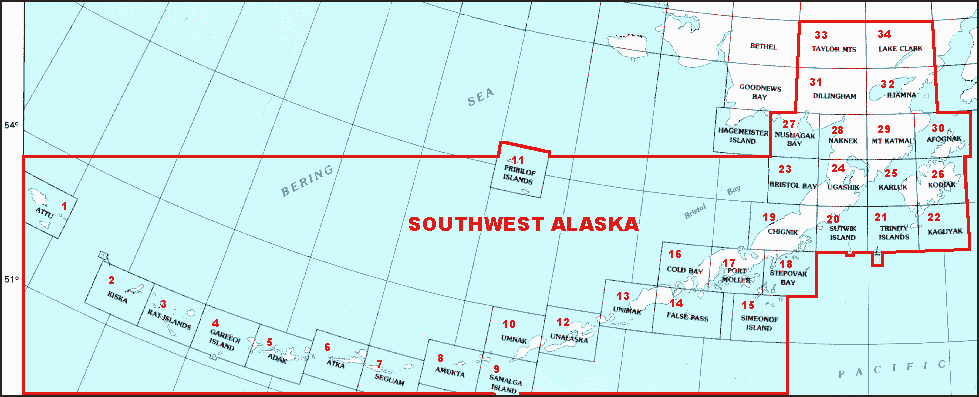 33
34
BETHEL
TAYLOR MTS
LAKE CLARK
31
32
GOODNEWS
BAY
DILLINGHAM
ILIAMNA
SEA
54°
27
28
29
30
HAGEMEISTER
ISLAND
NUSHAGAK
BAY
NAKNEK
MT KATMAI
AFOGNAK
11
PRIBILOF
ISLANDS
BERING
23
24
25
26
BRISTOL BAY
UGASHIK
KARLUK
KODIAK
Bristol Bay
1
ATTU
SOUTHWEST ALASKA
19
CHIGNIK
20
SUTWIK
ISLAND
21
TRINITY
ISLANDS
22
KAGUYAK
16
COLD BAY
17
PORT
MOLLER
18
STEPOVAK
BAY
51°
2
KISKA
3
RAT ISLANDS
4
GARELOI
ISLAND
5
ADAK
6
ATKA
7
SEGUAM
8
AMUKTA
9
SAMALGA
ISLAND
10
UMNAK
12
UNALASKA
13
UNIMAK
14
FALSE PASS
15
SIMEONOF
ISLAND
PACIFIC